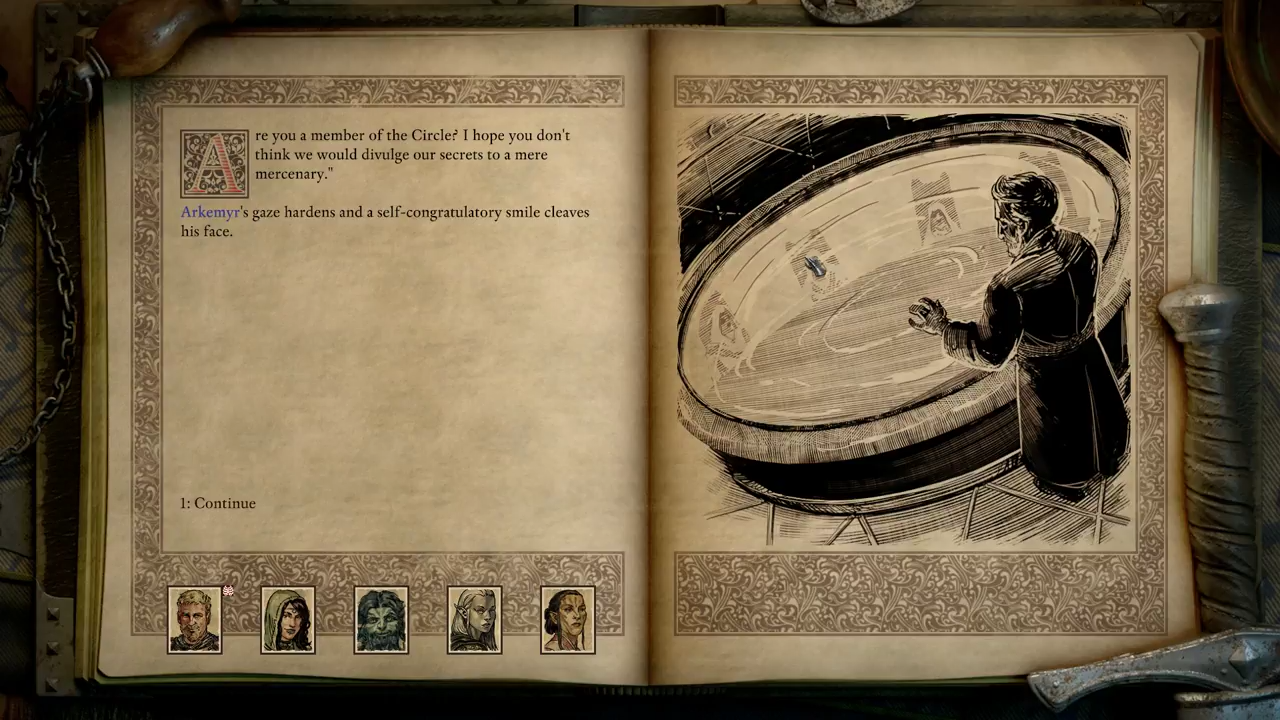 Are you a member of the Circle? I hope you don't
think we would divulge our secrets to a mere
mercenary."
Arkemyr's gaze hardens and a self-congratulatory smile cleaves
his face.
1: Continue